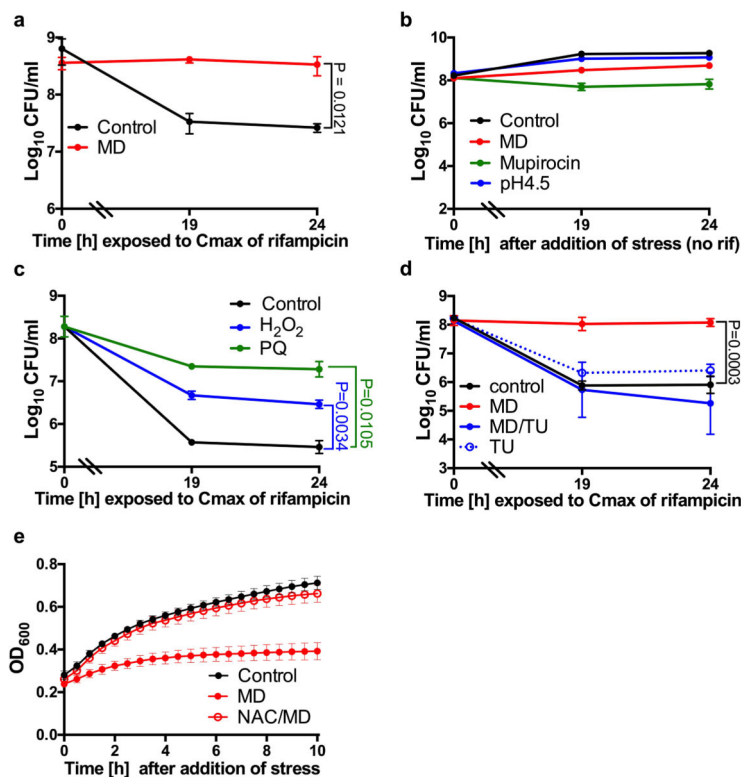 a
9
8
7
6
Log10 CFU/ml
Control
MD
P = 0.0121
0
19
24
Time [h] exposed to Cmax of rifampicin
b
10
8
6
4
2
Log10 CFU/ml
Control
MD
Mupirocin
pH4.5
0
19
24
Time [h] after addition of stress (no rif)
c
9
8
7
6
5
Log10 CFU/ml
Control
H2O2
PQ
P=0.0034
P=0.0105
0
19
24
Time [h] exposed to Cmax of rifampicin
d
9
8
7
6
5
4
3
Log10 CFU/ml
control
MD
MD/TU
TU
P=0.0003
0
19
24
Time [h] exposed to Cmax of rifampicin
e
0.8
0.6
0.4
0.2
0.0
OD600
Control
MD
NAC/MD
0
2
4
6
8
10
Time [h] after addition of stress